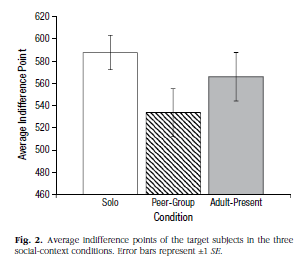 620
600
580
560
540
520
500
480
460
Average Indifference Point
Solo Peer-Group Adult-Present
Condition
Fig. 2. Average indifference points of the target subjects in the three
social-context conditions. Error bars represent ±1 SE.